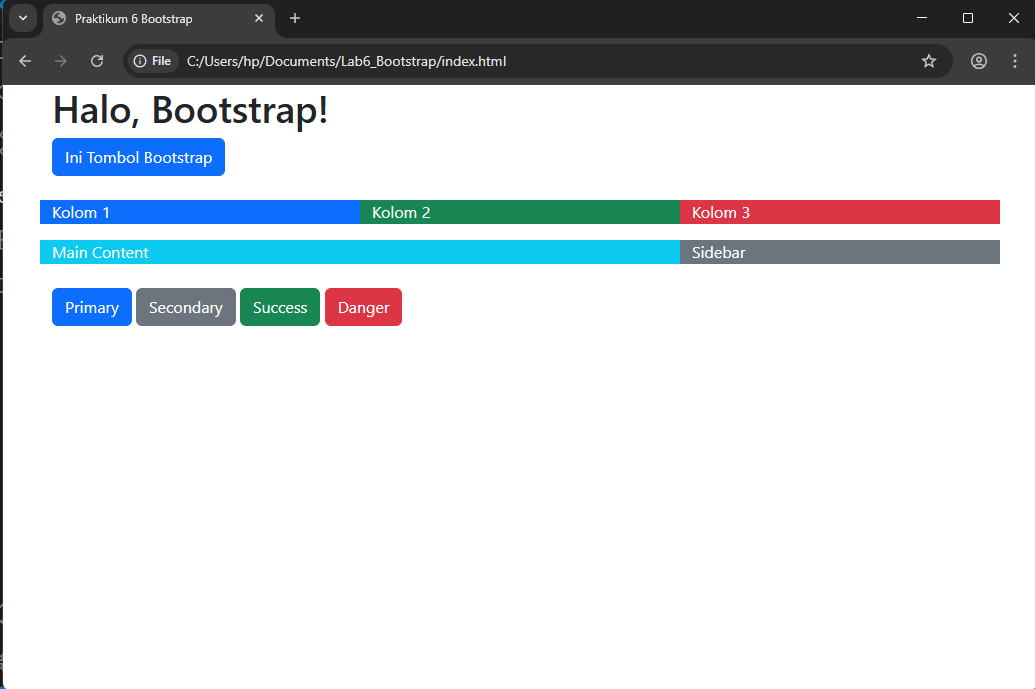 Praktikum 6 Bootstrap
File C:/Users/hp/Documents/Lab6_Bootstrap/index.html
Halo, Bootstrap!
Ini Tombol Bootstrap
Kolom 1 Kolom 2 Kolom 3
Main Content Sidebar
Primary Secondary Success Danger